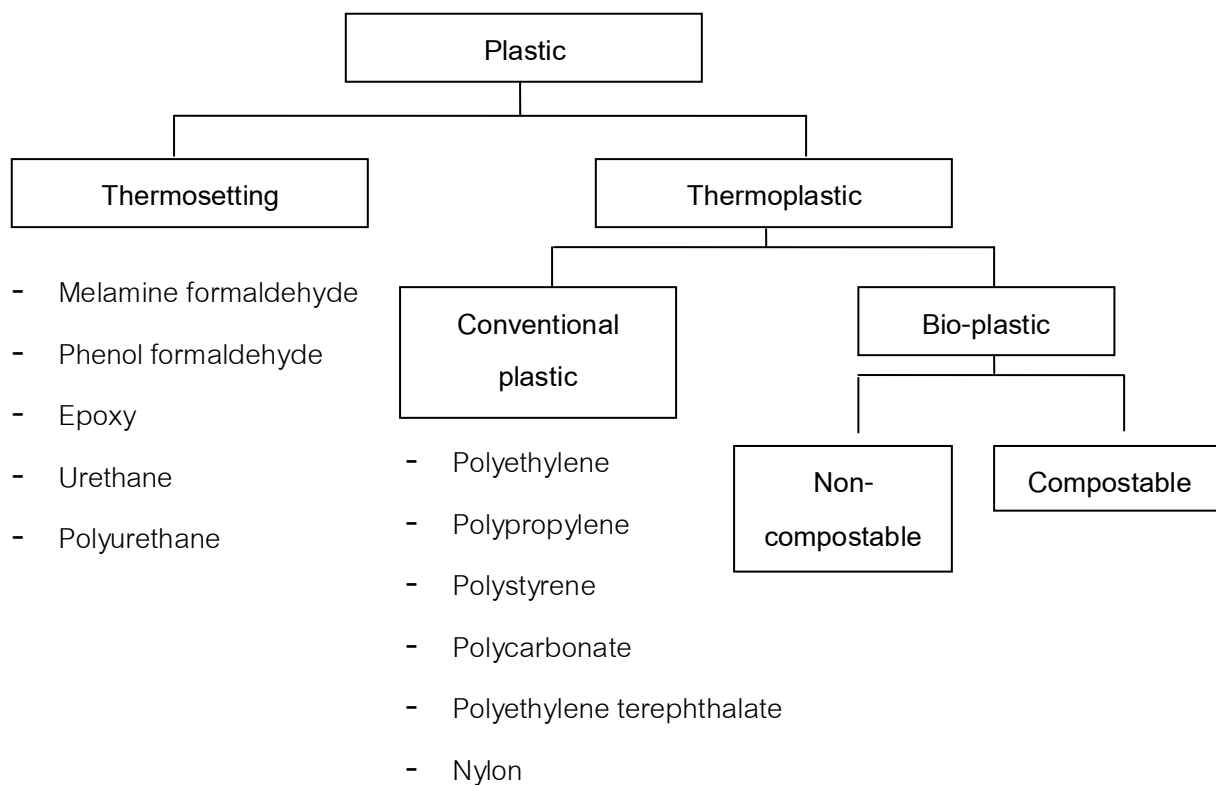 Plastic
Thermosetting
Thermoplastic
- Melamine formaldehyde
- Phenol formaldehyde
- Epoxy
- Urethane
- Polyurethane
Conventional
plastic
- Polyethylene
- Polypropylene
- Polystyrene
- Polycarbonate
- Polyethylene terephthalate
- Nylon
Bio-plastic
Non-
compostable
Compostable